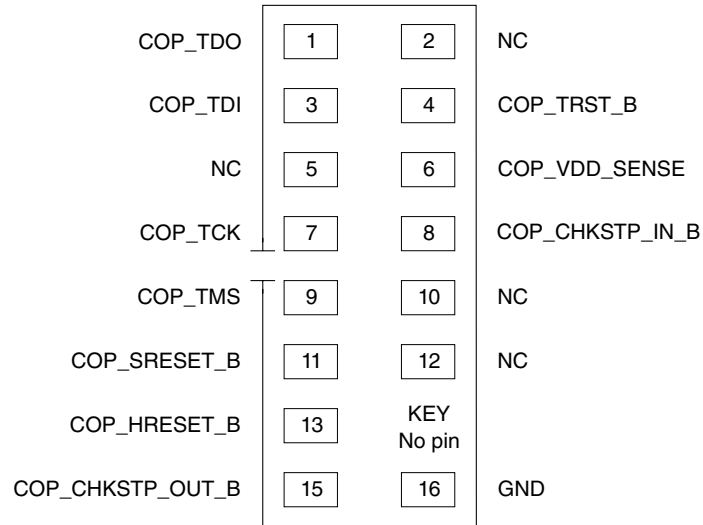 COP_TDO 1 2 NC
COP_TDI 3 4 COP_TRST_B
NC 5 6 COP_VDD_SENSE
COP_TCK 7 8 COP_CHKSTP_IN_B
COP_TMS 9 10 NC
COP_SRESET_B 11 12 NC
COP_HRESET_B 13 KEY
No pin
COP_CHKSTP_OUT_B 15 16 GND